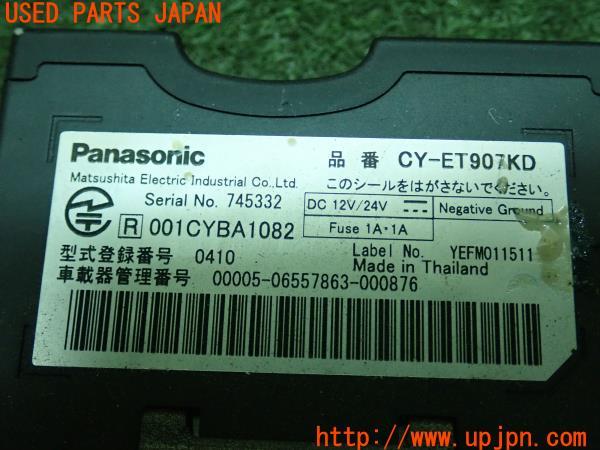 USED PARTS JAPAN
Panasonic
品番 CY-ET907KD
Matsushita Electric Industrial Co.,Ltd.
このシールをはがさないでください。
Serial No. 745332
DC 12V/24V
Negative Ground
R 001CYBA1082
Fuse 1A・1A
型式登録番号 0410
Label No. YEFM011511
Made in Thailand
車載器管理番号 00005-06557863-000876
UPJ http://www.upjpn.com/